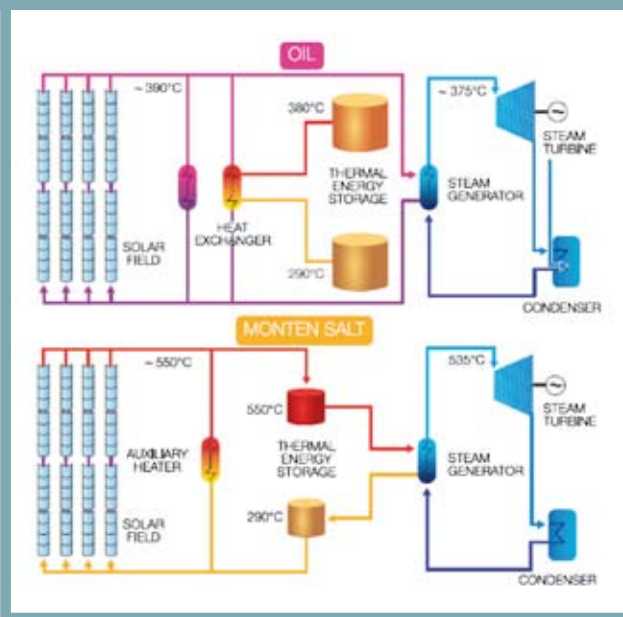 OIL
~ 390°C
380°C
~ 375°C
STEAM
TURBINE
THERMAL
ENERGY
STORAGE
STEAM
GENERATOR
HEAT
EXCHANGER
SOLAR
FIELD
290°C
CONDENSER
MONTEN SALT
~ 550°C
535°C
550°C
STEAM
TURBINE
AUXILIARY
HEATER
THERMAL
ENERGY
STORAGE
STEAM
GENERATOR
290°C
SOLAR
FIELD
CONDENSER